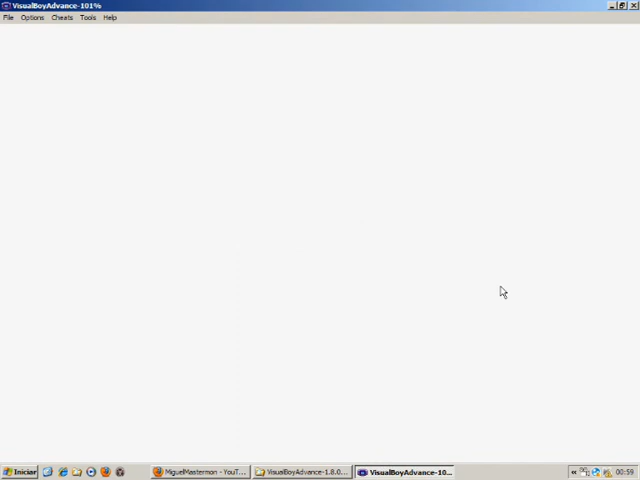 VisualBoyAdvance-101%
File Options Cheats Tools Help
Iniciar MiguelMastermon - YouT... VisualBoyAdvance-1.8.0... VisualBoyAdvance-10... « 00:59